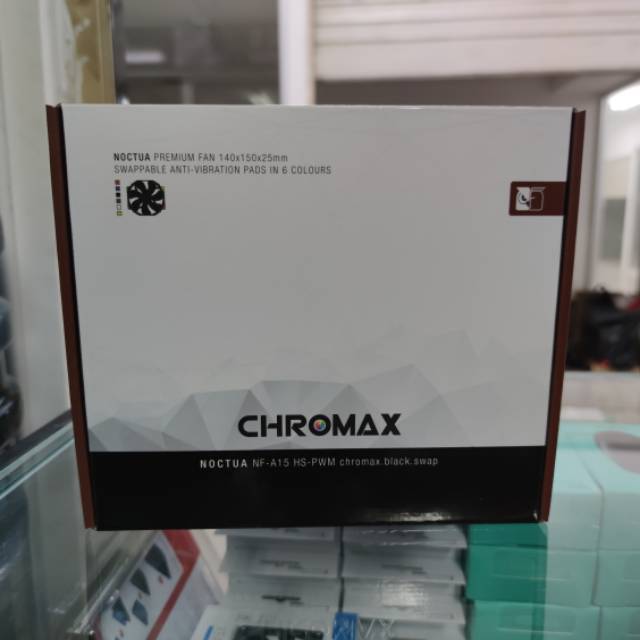 NOCTUA PREMIUM FAN 140x150x25mm
SWAPPABLE ANTI-VIBRATION PADS IN 6 COLOURS
CHROMAX
NOCTUA NF-A15 HS-PWM chromax.black.swap